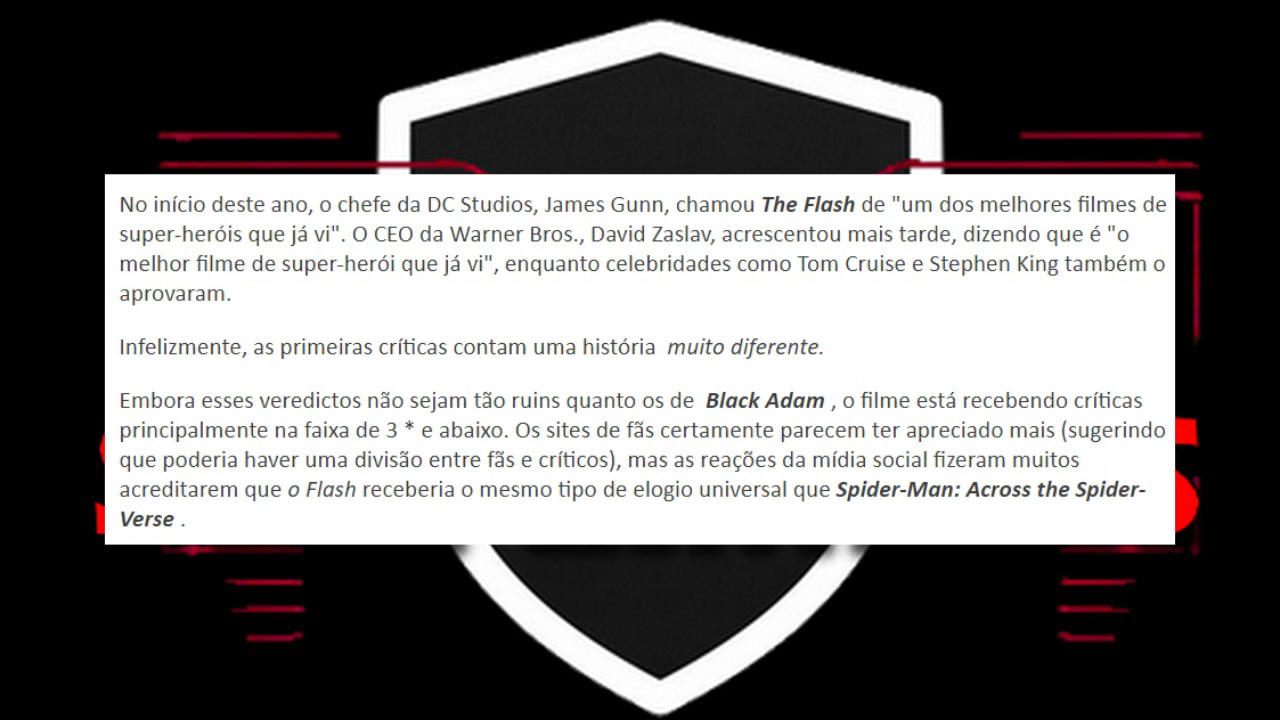 No início deste ano, o chefe da DC Studios, James Gunn, chamou The Flash de "um dos melhores filmes de
super-heróis que já vi". O CEO da Warner Bros., David Zaslav, acrescentou mais tarde, dizendo que é "o
melhor filme de super-herói que já vi", enquanto celebridades como Tom Cruise e Stephen King também o
aprovaram.
Infelizmente, as primeiras críticas contam uma história muito diferente.
Embora esses veredictos não sejam tão ruins quanto os de Black Adam , o filme está recebendo críticas
principalmente na faixa de 3 * e abaixo. Os sites de fãs certamente parecem ter apreciado mais (sugerindo
que poderia haver uma divisão entre fãs e críticos), mas as reações da mídia social fizeram muitos
acreditarem que o Flash receberia o mesmo tipo de elogio universal que Spider-Man: Across the Spider-
Verse .